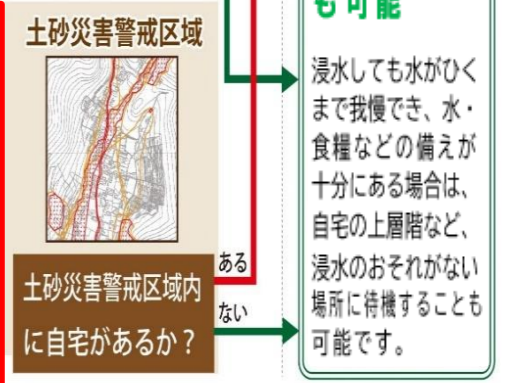 土砂災害警戒区域
土砂災害警戒区域内
に自宅があるか？
ある
ない
も可能
浸水しても水がひく
まで我慢でき、水・
食糧などの備えが
十分にある場合は、
自宅の上層階など、
浸水のおそれがない
場所に待機することも
可能です。